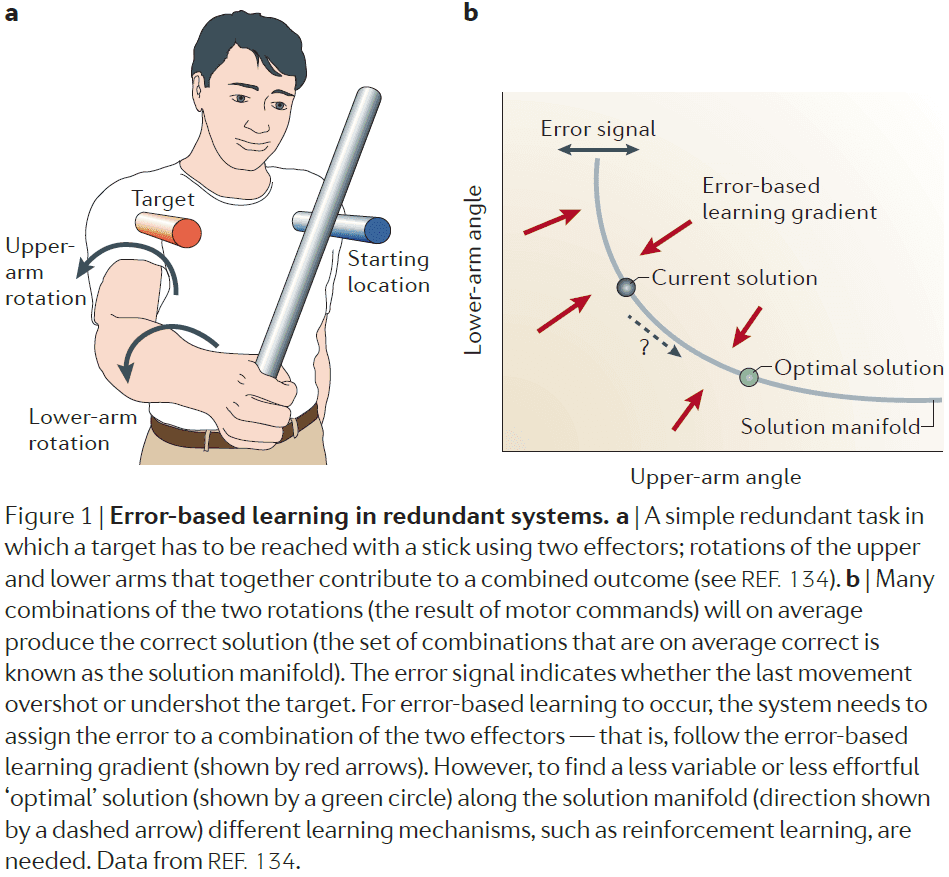 a
Target
Upper-
arm
rotation
Starting
location
Lower-arm
rotation
b
Error signal
Error-based
learning gradient
Current solution
?
Optimal solution
Solution manifold
Lower-arm angle
Upper-arm angle
Figure 1 | Error-based learning in redundant systems. a | A simple redundant task in
which a target has to be reached with a stick using two effectors; rotations of the upper
and lower arms that together contribute to a combined outcome (see REF. 134). b | Many
combinations of the two rotations (the result of motor commands) will on average
produce the correct solution (the set of combinations that are on average correct is
known as the solution manifold). The error signal indicates whether the last movement
overshot or undershot the target. For error-based learning to occur, the system needs to
assign the error to a combination of the two effectors — that is, follow the error-based
learning gradient (shown by red arrows). However, to find a less variable or less effortful
‘optimal’ solution (shown by a green circle) along the solution manifold (direction shown
by a dashed arrow) different learning mechanisms, such as reinforcement learning, are
needed. Data from REF. 134.